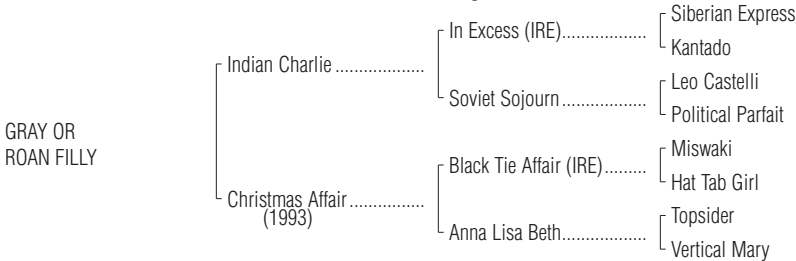 Siberian Express
In Excess (IRE)...................
Kantado
Indian Charlie ...................
Leo Castelli
Soviet Sojourn...................
Political Parfait
GRAY OR
ROAN FILLY
Miswaki
Black Tie Affair (IRE).........
Hat Tab Girl
Christmas Affair................
(1993)
Topsider
Anna Lisa Beth...................
Vertical Mary